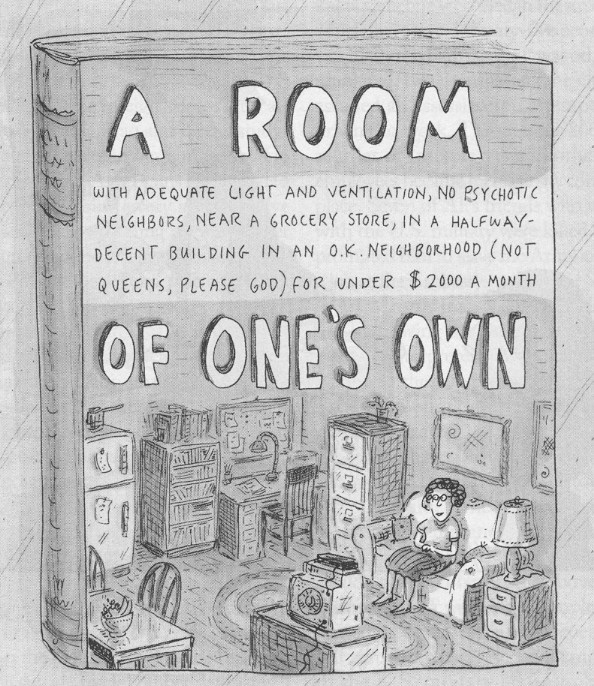 A ROOM
WITH ADEQUATE LIGHT AND VENTILATION, NO PSYCHOTIC
NEIGHBORS, NEAR A GROCERY STORE, IN A HALFWAY-
DECENT BUILDING IN AN O.K. NEIGHBORHOOD (NOT
QUEENS, PLEASE GOD) FOR UNDER $2000 A MONTH
OF ONE'S OWN